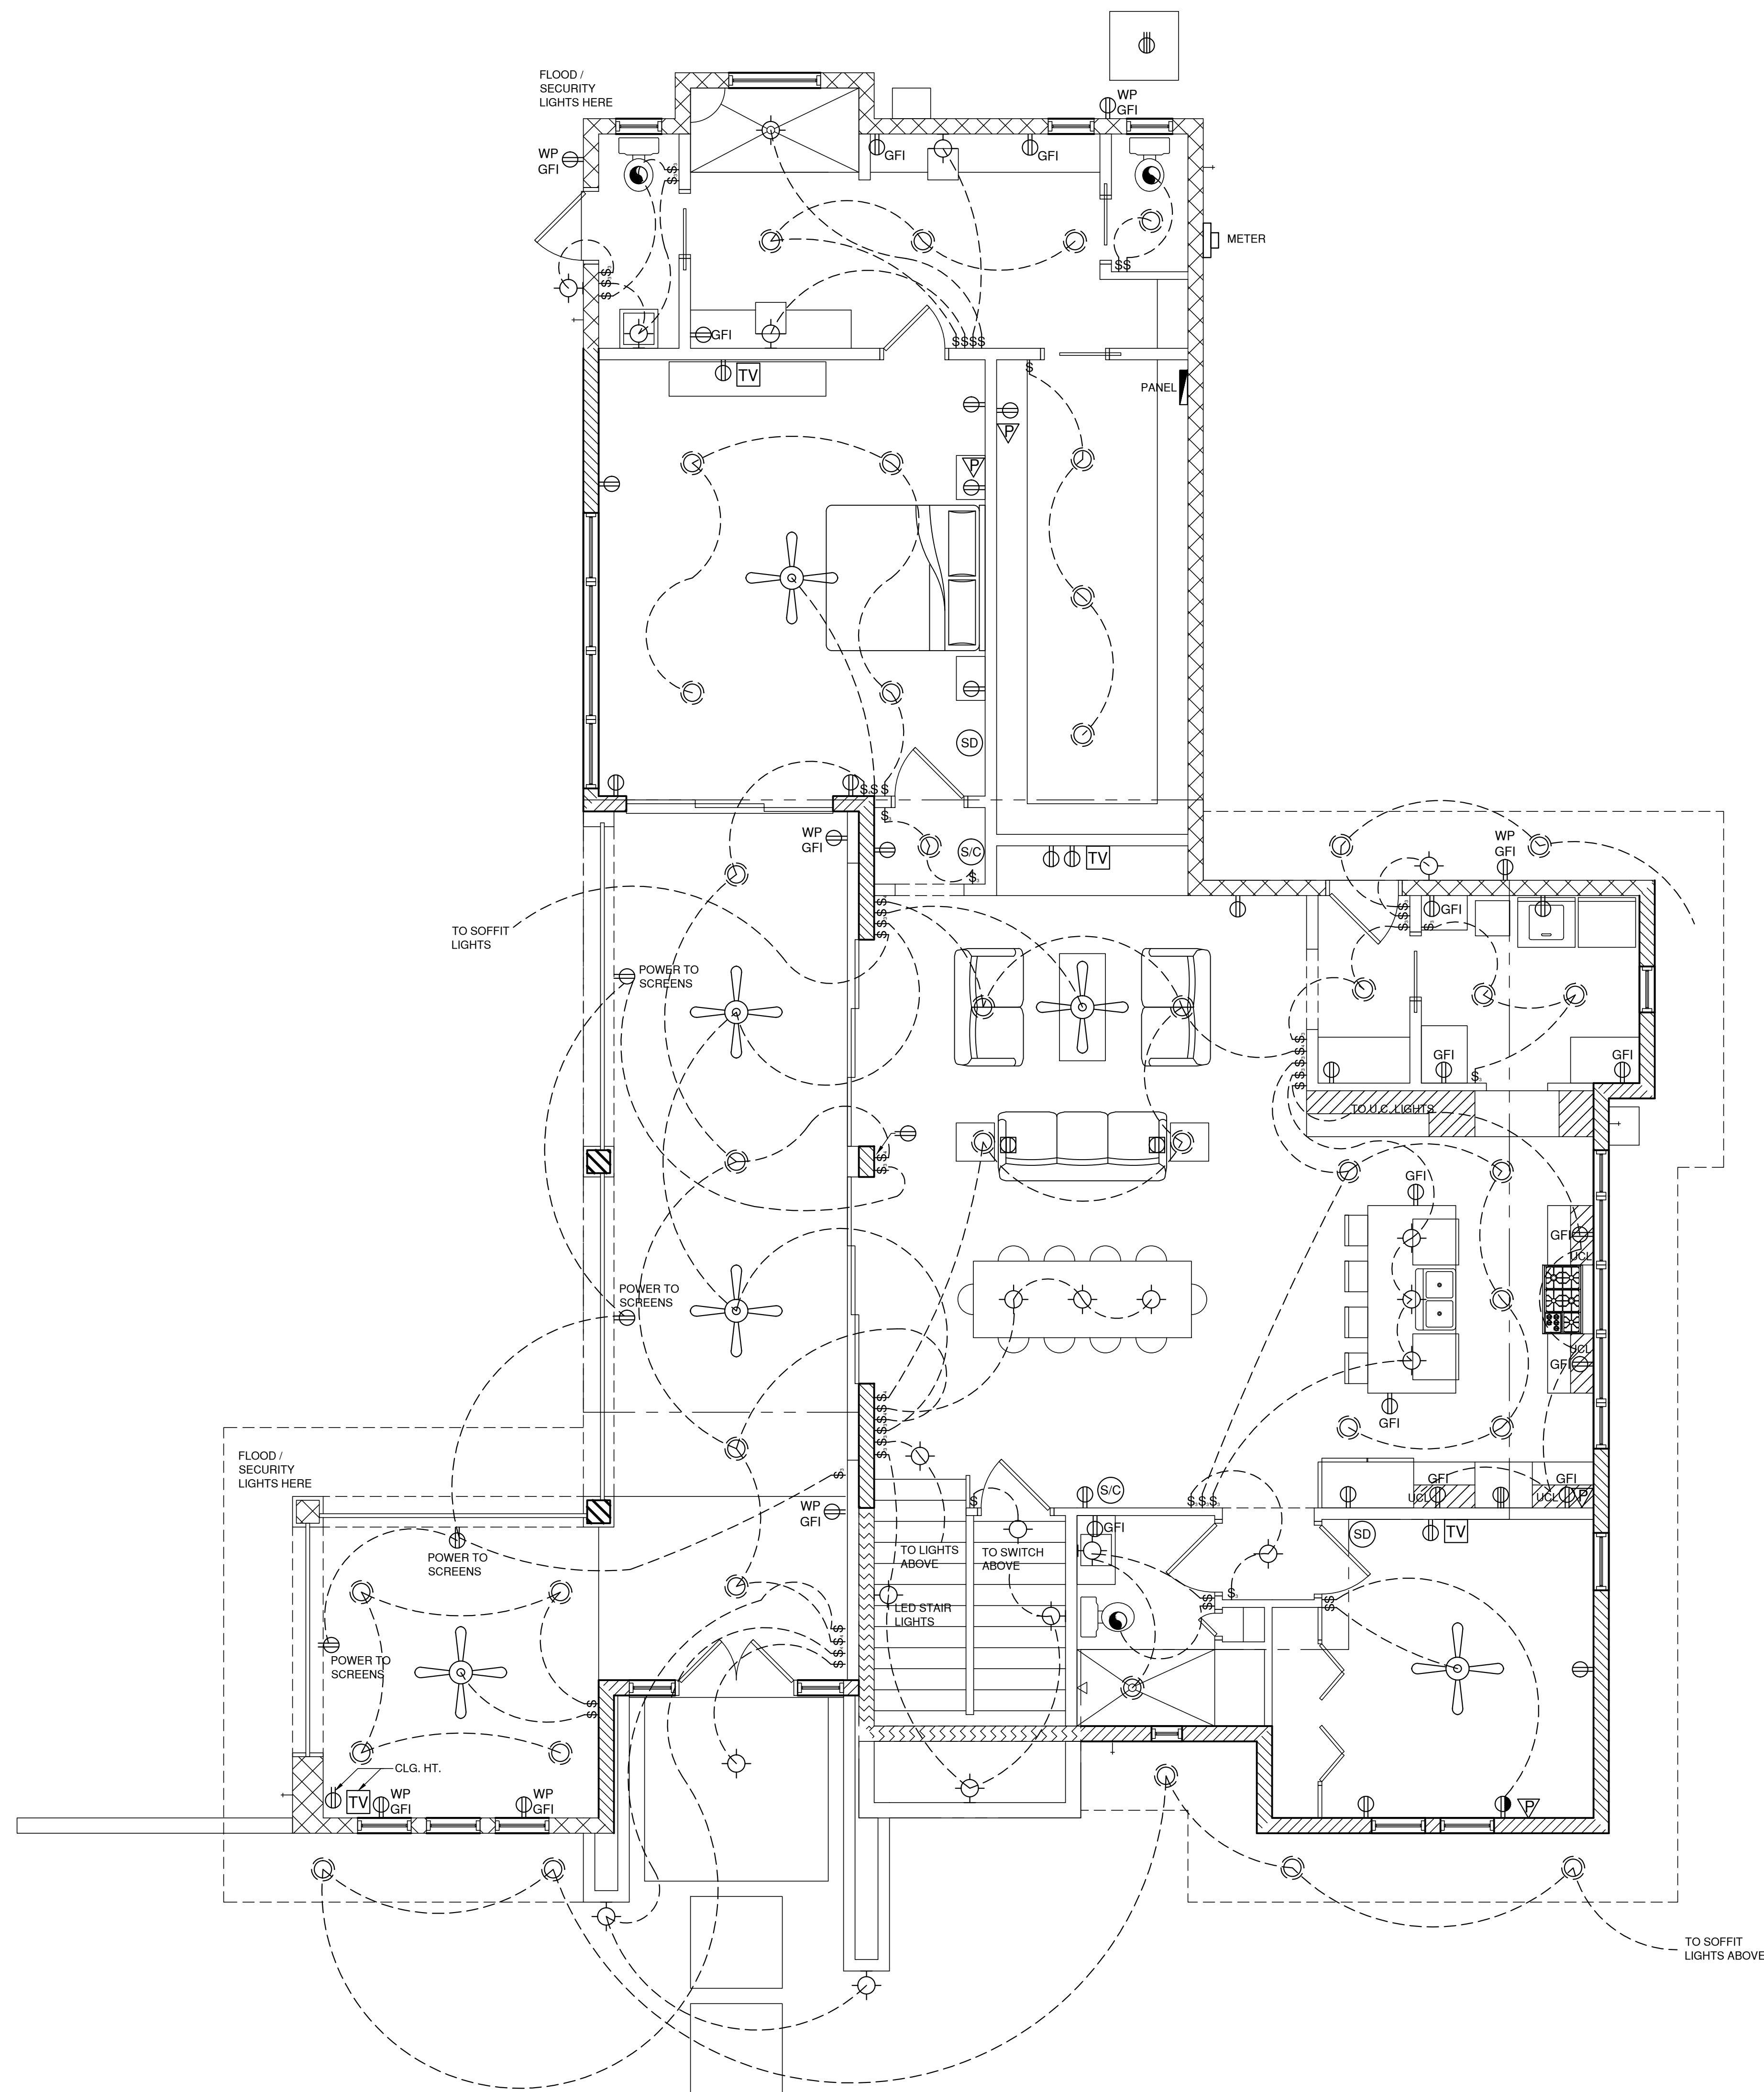 FLOOD /
SECURITY
LIGHTS HERE
WP
GFI
WP
GFI
GFI
GFI
METER
GFI
TV
PANEL
P
P
SD
WP
GFI
S/C
TV
WP
GFI
GFI
TO SOFFIT
LIGHTS
POWER TO
SCREENS
GFI
GFI
TO U.C. LIGHTS
GFI
GFI
UCL
POWER TO
SCREENS
UCL
GFI
GFI
FLOOD /
SECURITY
LIGHTS HERE
GFI
GFI
UCL
UCL
P
S/C
WP
GFI
GFI
SD
TV
POWER TO
SCREENS
TO LIGHTS
ABOVE
TO SWITCH
ABOVE
LED STAIR
LIGHTS
POWER TO
SCREENS
CLG. HT.
TV
WP
GFI
WP
GFI
P
TO SOFFIT
LIGHTS ABOVE